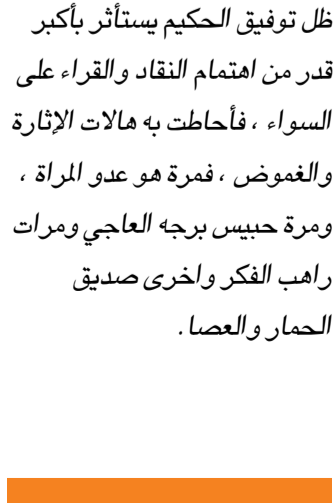 ظل توفيق الحكيم يستأثر بأكبر
قدر من اهتمام النقاد والقراء على
السواء ، فأحاطت به هالات الإثارة
والغموض ، فمرة هو عدو المراة ،
ومرة حبيس برجه العاجي ومرات
راهب الفكر واخرى صديق
الحمار والعصا .